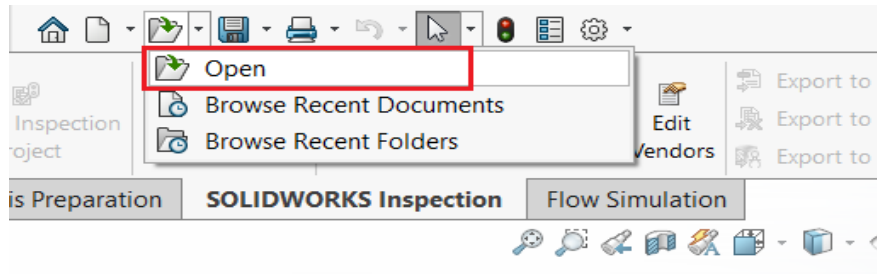 Open
Browse Recent Documents
Browse Recent Folders
Inspection
Edit
Vendors
Export to
Export to
Export to
is Preparation
SOLIDWORKS Inspection
Flow Simulation